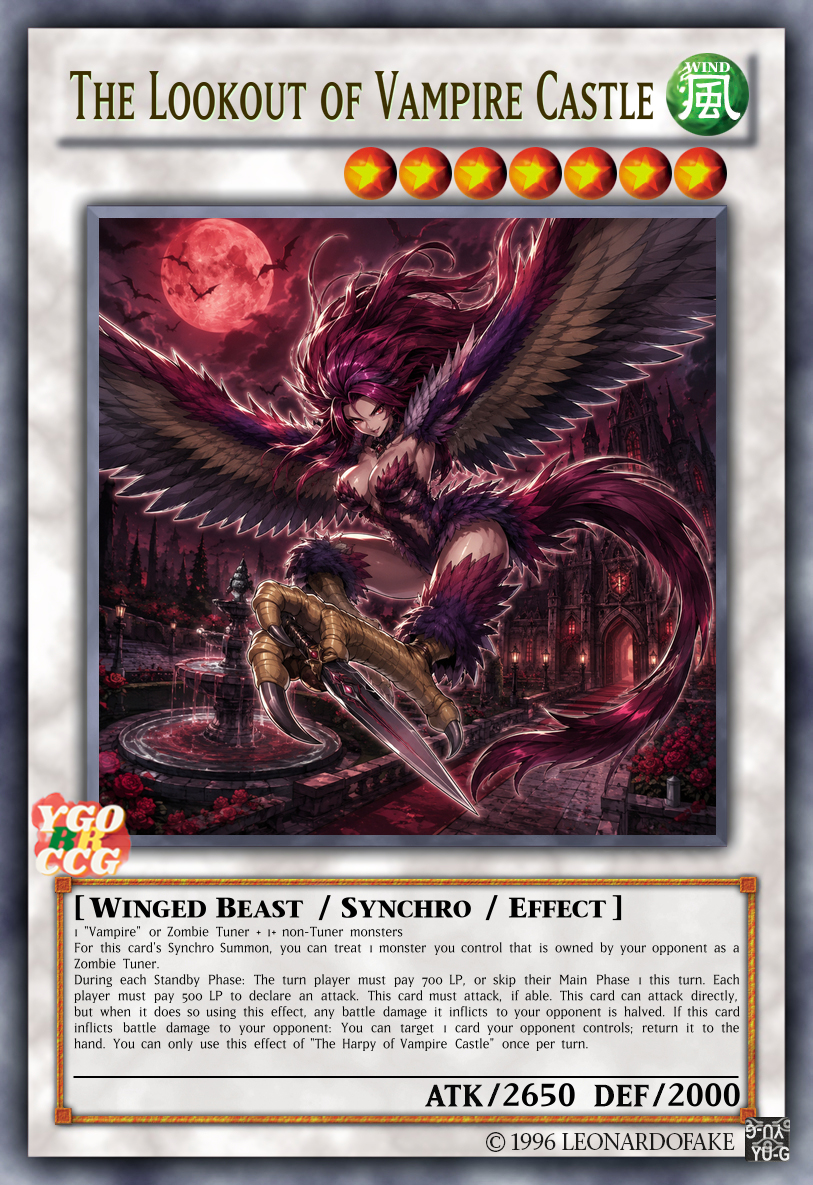 THE LOOKOUT OF VAMPIRE CASTLE
WIND
風
[ WINGED BEAST / SYNCHRO / EFFECT ]
1 "Vampire" or Zombie Tuner + 1+ non-Tuner monsters
For this card's Synchro Summon, you can treat 1 monster you control that is owned by your opponent as a
Zombie Tuner.
During each Standby Phase: The turn player must pay 700 LP, or skip their Main Phase 1 this turn. Each
player must pay 500 LP to declare an attack. This card must attack, if able. This card can attack directly,
but when it does so using this effect, any battle damage it inflicts to your opponent is halved. If this card
inflicts battle damage to your opponent: You can target 1 card your opponent controls; return it to the
hand. You can only use this effect of "The Harpy of Vampire Castle" once per turn.
ATK/2650 DEF/2000
© 1996 LEONARDOFAKE
YGO
RR
CCG
YU-G
YU-G